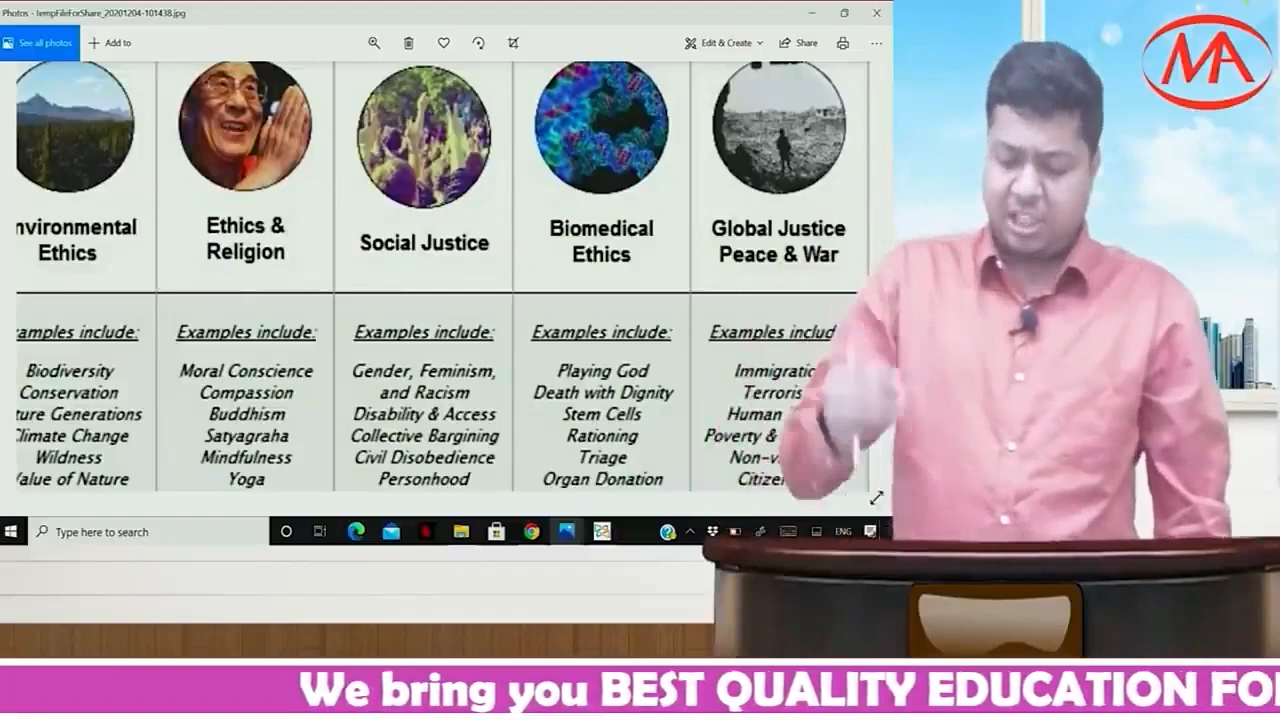 Photos - tempFileForShare_20201204-101438.jpg
See all photos
Add to
Edit & Create
Share
MA
nvironmental
Ethics
Ethics &
Religion
Social Justice
Biomedical
Ethics
Global Justice
Peace & War
amples include:
Biodiversity
Conservation
ture Generations
Climate Change
Wildness
Value of Nature
Examples include:
Moral Conscience
Compassion
Buddhism
Satyagraha
Mindfulness
Yoga
Examples include:
Gender, Feminism,
and Racism
Disability & Access
Collective Bargining
Civil Disobedience
Personhood
Examples include:
Playing God
Death with Dignity
Stem Cells
Rationing
Triage
Organ Donation
Examples includ
Immigratic
Terroris
Human
Poverty &
Non-v
Citize
Type here to search
ENG
We bring you BEST QUALITY EDUCATION FO